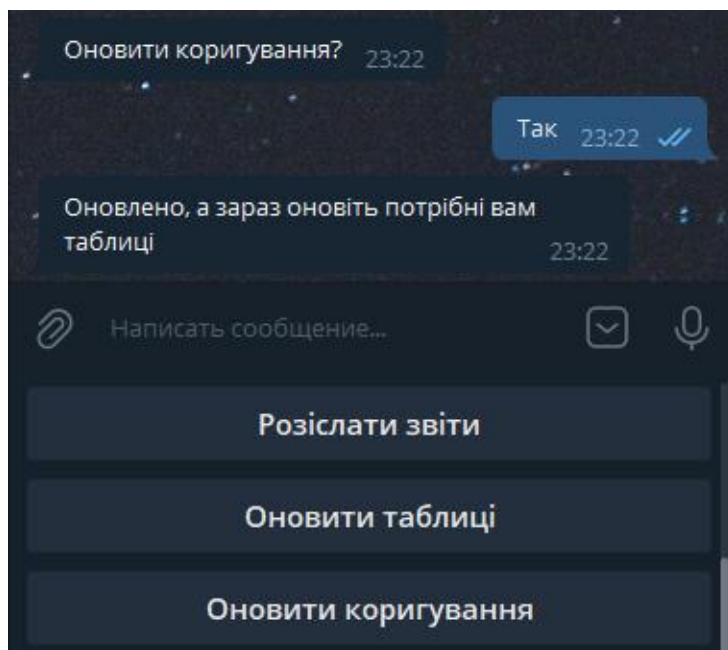 Оновити коригування? 23:22
Так 23:22
Оновлено, а зараз оновіть потрібні вам
таблиці 23:22
Написать сообщение...
Розіслати звіти
Оновити таблиці
Оновити коригування